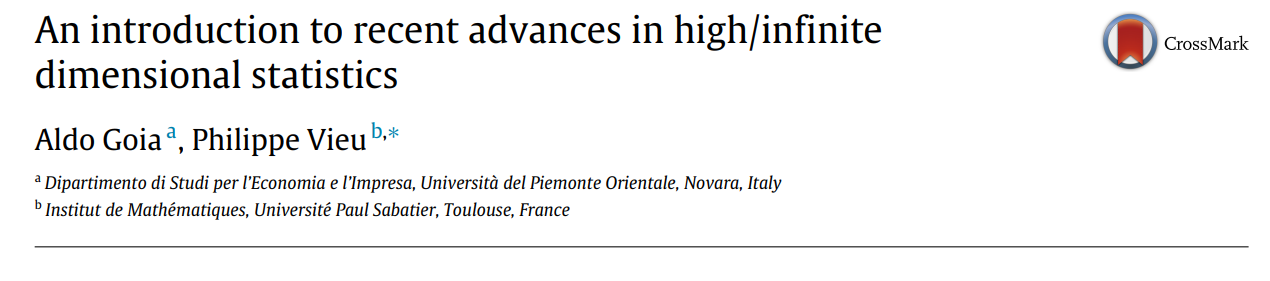 An introduction to recent advances in high/infinite
dimensional statistics
CrossMark
Aldo Goia a, Philippe Vieu b,*
a Dipartimento di Studi per l'Economia e l'Impresa, Università del Piemonte Orientale, Novara, Italy
b Institut de Mathématiques, Université Paul Sabatier, Toulouse, France